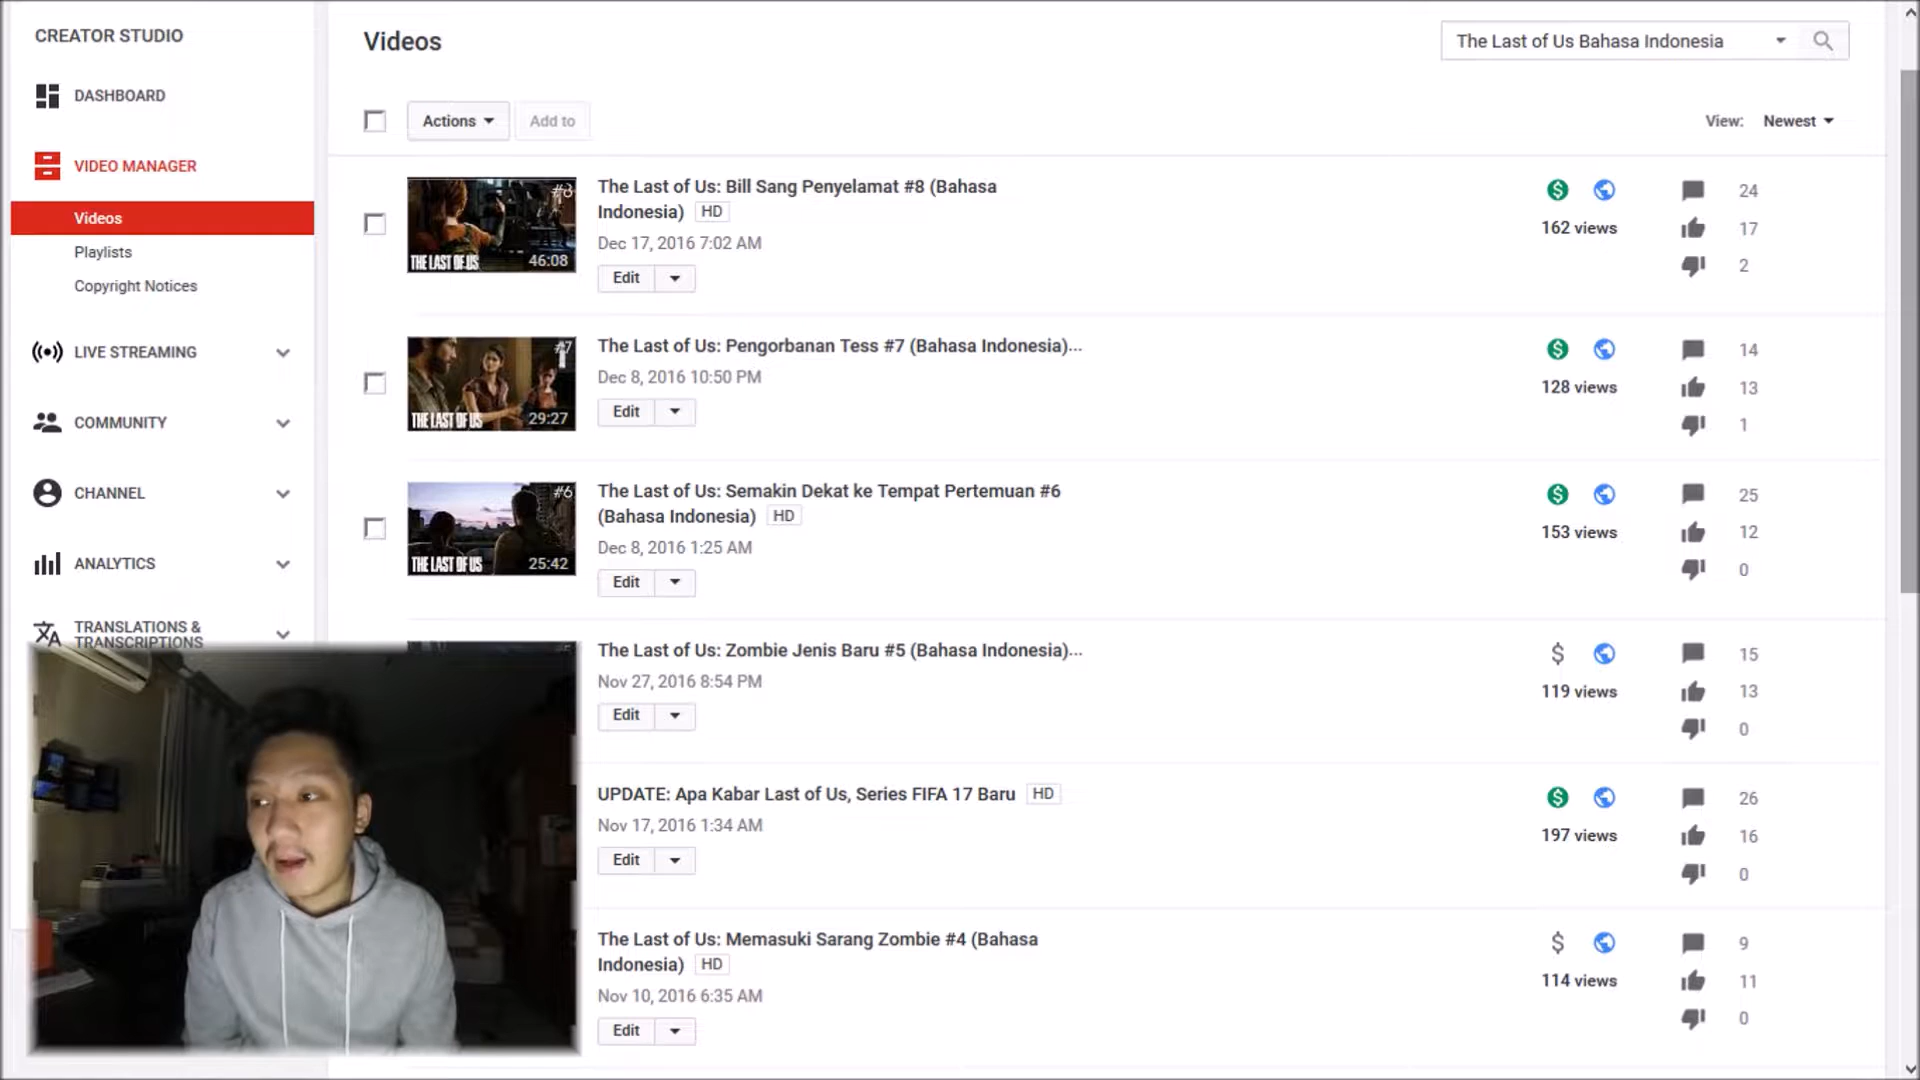 CREATOR STUDIO
DASHBOARD
VIDEO MANAGER
Videos
Playlists
Copyright Notices
LIVE STREAMING
COMMUNITY
CHANNEL
ANALYTICS
TRANSLATIONS &
TRANSCRIPTIONS
Videos
The Last of Us Bahasa Indonesia
Actions
Add to
View: Newest
#8
THE LAST OF US
46:08
The Last of Us: Bill Sang Penyelamat #8 (Bahasa
Indonesia) HD
Dec 17, 2016 7:02 AM
Edit
162 views
24
17
2
#7
THE LAST OF US
29:27
The Last of Us: Pengorbanan Tess #7 (Bahasa Indonesia)...
Dec 8, 2016 10:50 PM
Edit
128 views
14
13
1
#6
THE LAST OF US
25:42
The Last of Us: Semakin Dekat ke Tempat Pertemuan #6
(Bahasa Indonesia) HD
Dec 8, 2016 1:25 AM
Edit
153 views
25
12
0
The Last of Us: Zombie Jenis Baru #5 (Bahasa Indonesia)...
Nov 27, 2016 8:54 PM
Edit
119 views
15
13
0
UPDATE: Apa Kabar Last of Us, Series FIFA 17 Baru HD
Nov 17, 2016 1:34 AM
Edit
197 views
26
16
0
The Last of Us: Memasuki Sarang Zombie #4 (Bahasa
Indonesia) HD
Nov 10, 2016 6:35 AM
Edit
114 views
9
11
0